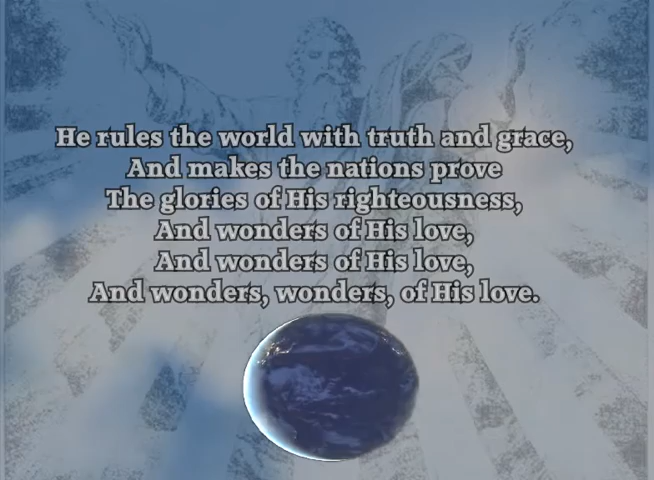 He rules the world with truth and grace,
And makes the nations prove
The glories of His righteousness,
And wonders of His love,
And wonders of His love,
And wonders, wonders, of His love.